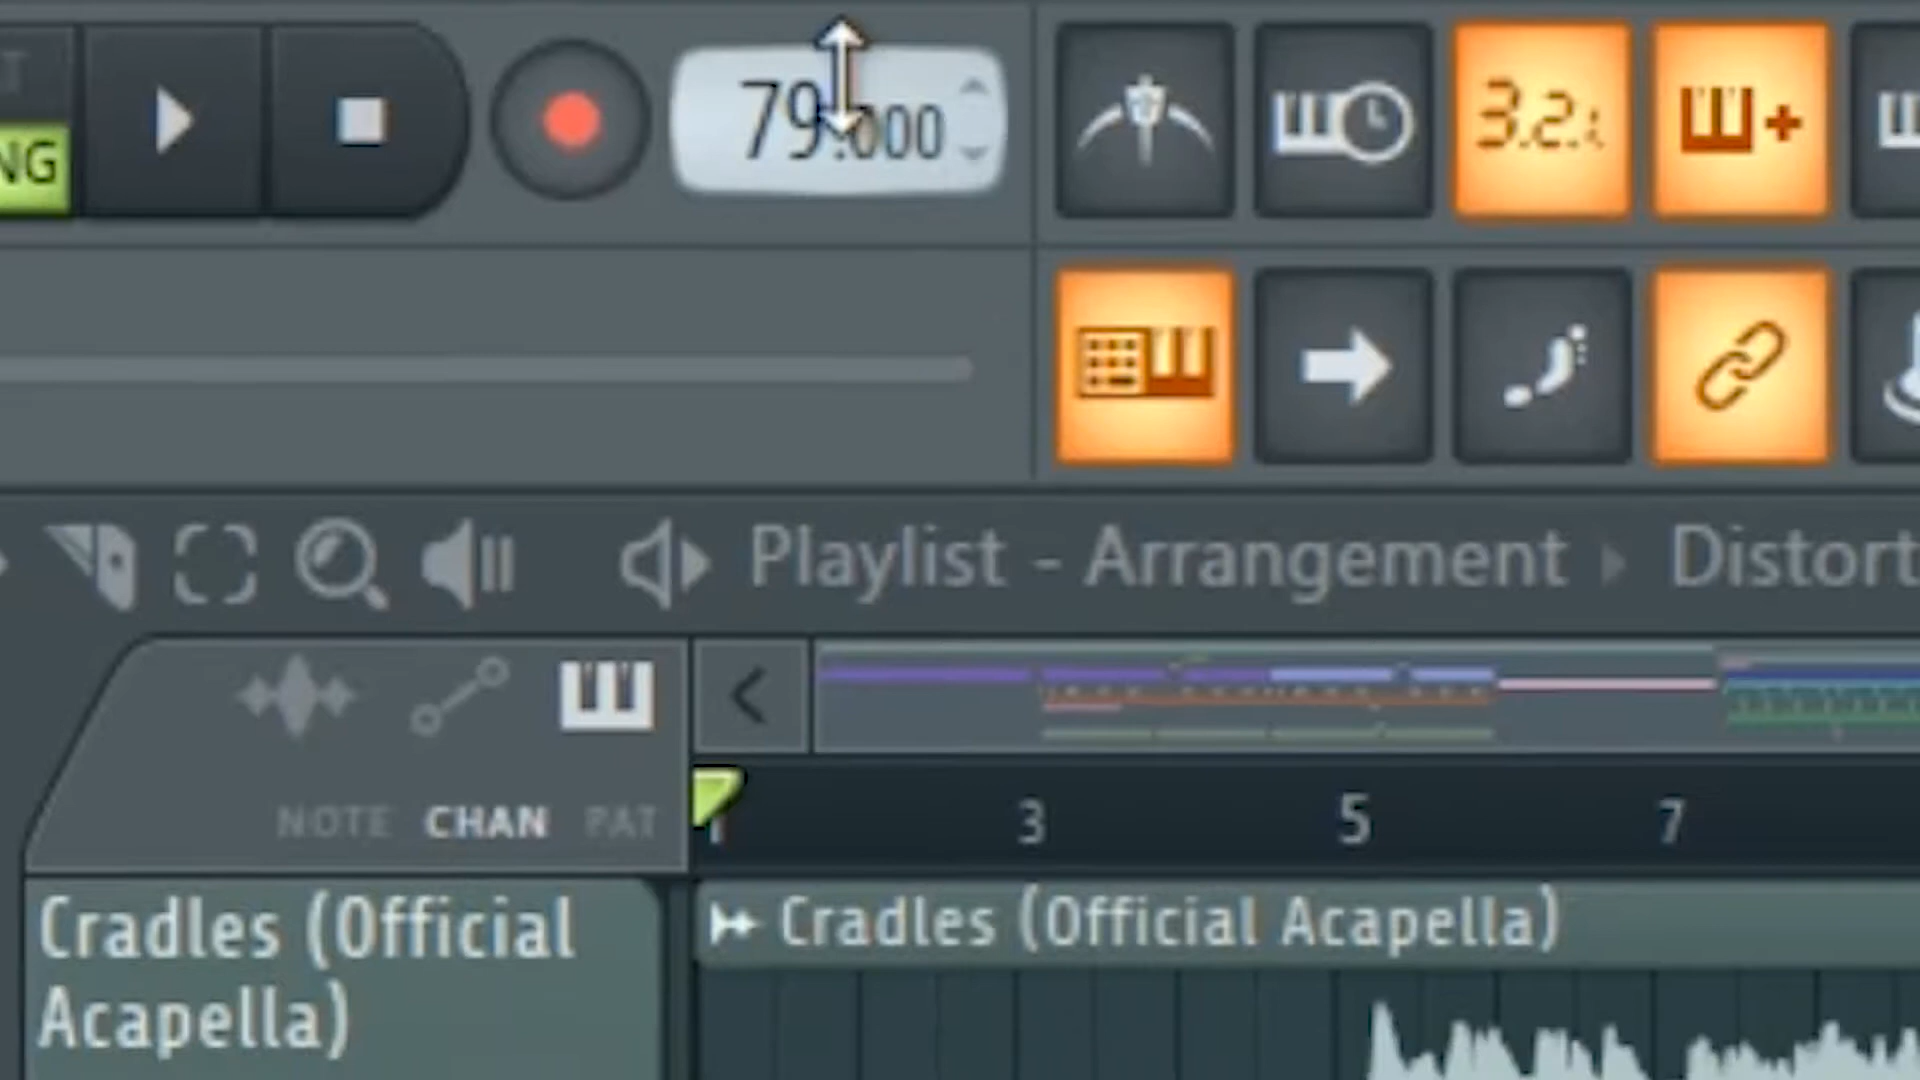 T
NG
79.000
3.2:
Playlist - Arrangement ▸ Distort
NOTE CHAN PAT
1 3 5 7
Cradles (Official
Acapella)
Cradles (Official Acapella)